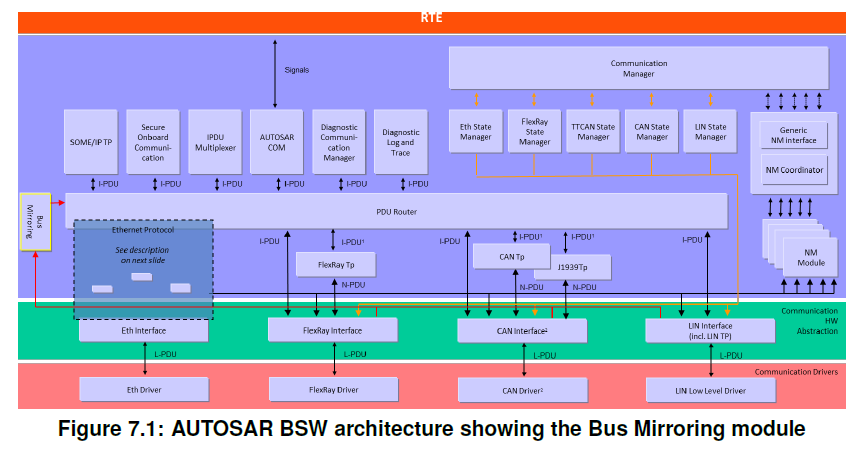 RTE
Signals
Communication
Manager
SOME/IP TP
Secure
Onboard
Communi-
cation
IPDU
Multiplexer
AUTOSAR
COM
Diagnostic
Communi-
cation
Manager
Diagnostic
Log and
Trace
Eth State
Manager
FlexRay
State
Manager
TTCAN State
Manager
CAN State
Manager
LIN State
Manager
Generic
NM interface
NM Coordinator
I-PDU
I-PDU
I-PDU
I-PDU
I-PDU
I-PDU
Bus
Mirroring
PDU Router
Ethernet Protocol
See description
on next slide
I-PDU
I-PDU¹
I-PDU
I-PDU¹
I-PDU¹
I-PDU
FlexRay Tp
CAN Tp
J1939Tp
NM
Module
N-PDU
N-PDU
N-PDU
Communication
HW
Abstraction
Eth Interface
FlexRay Interface
CAN Interface²
LIN Interface
(incl. LIN TP)
L-PDU
L-PDU
L-PDU
L-PDU
Communication Drivers
Eth Driver
FlexRay Driver
CAN Driver²
LIN Low Level Driver
Figure 7.1: AUTOSAR BSW architecture showing the Bus Mirroring module